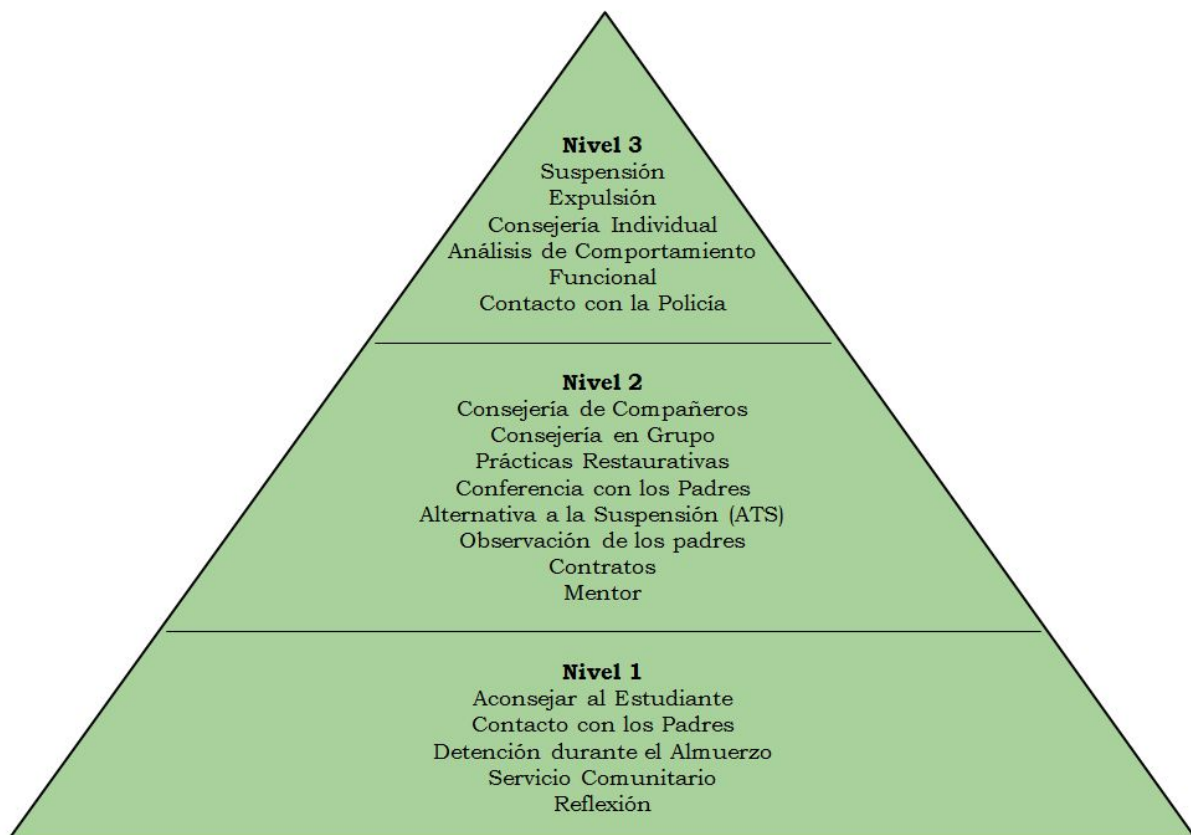 Nivel 3
Suspensión
Expulsión
Consejería Individual
Análisis de Comportamiento
Funcional
Contacto con la Policía
Nivel 2
Consejería de Compañeros
Consejería en Grupo
Prácticas Restaurativas
Conferencia con los Padres
Alternativa a la Suspensión (ATS)
Observación de los padres
Contratos
Mentor
Nivel 1
Aconsejar al Estudiante
Contacto con los Padres
Detención durante el Almuerzo
Servicio Comunitario
Reflexión